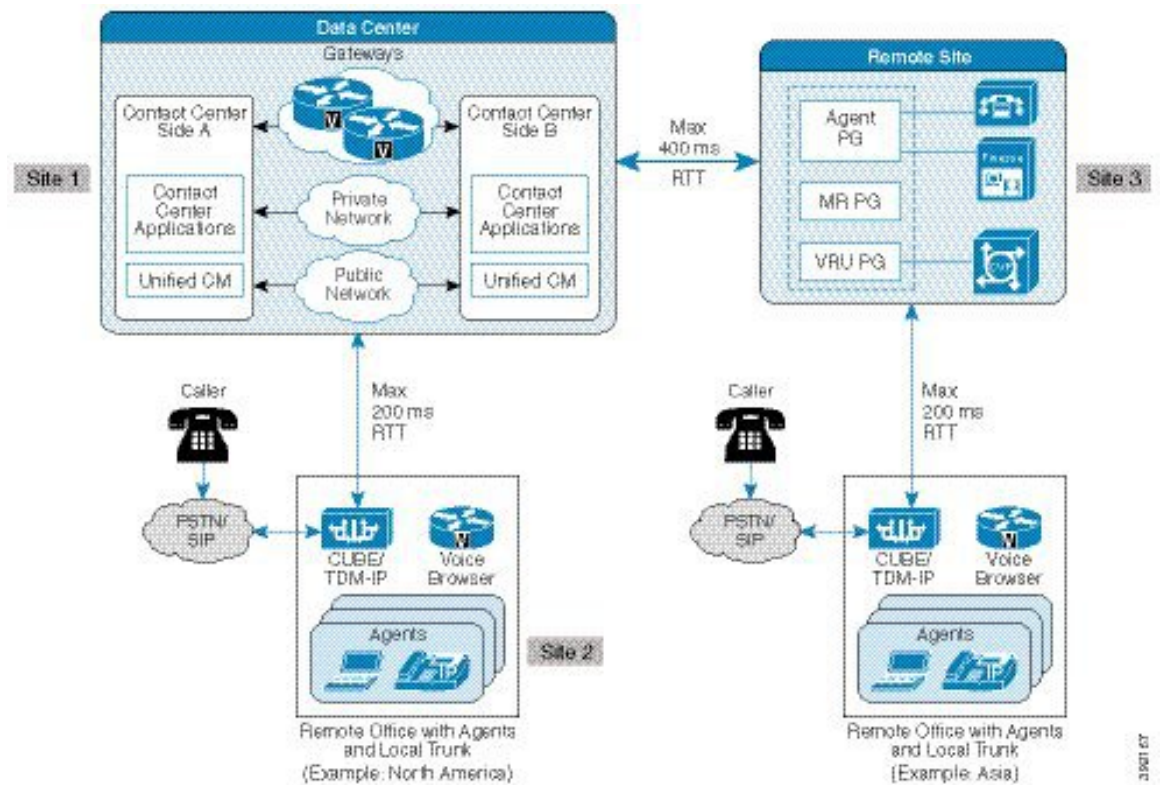 Data Center
Gateways
Contact Center
Side A
Contact Center
Side B
V
V
Contact
Center
Applications
Private
Network
Contact
Center
Applications
Unified CM
Public
Network
Unified CM
Site 1
Max
400 ms
RTT
Remote Site
Agent
PG
Finesse
MR PG
VRU PG
CVP
Site 3
Caller
Max
200 ms
RTT
PSTN/
SIP
CUBE/
TDM-IP
V
Voice
Browser
Agents
IP
Site 2
Remote Office with Agents
and Local Trunk
(Example: North America)
Caller
Max
200 ms
RTT
PSTN/
SIP
CUBE/
TDM-IP
V
Voice
Browser
Agents
IP
Remote Office with Agents
and Local Trunk
(Example: Asia)